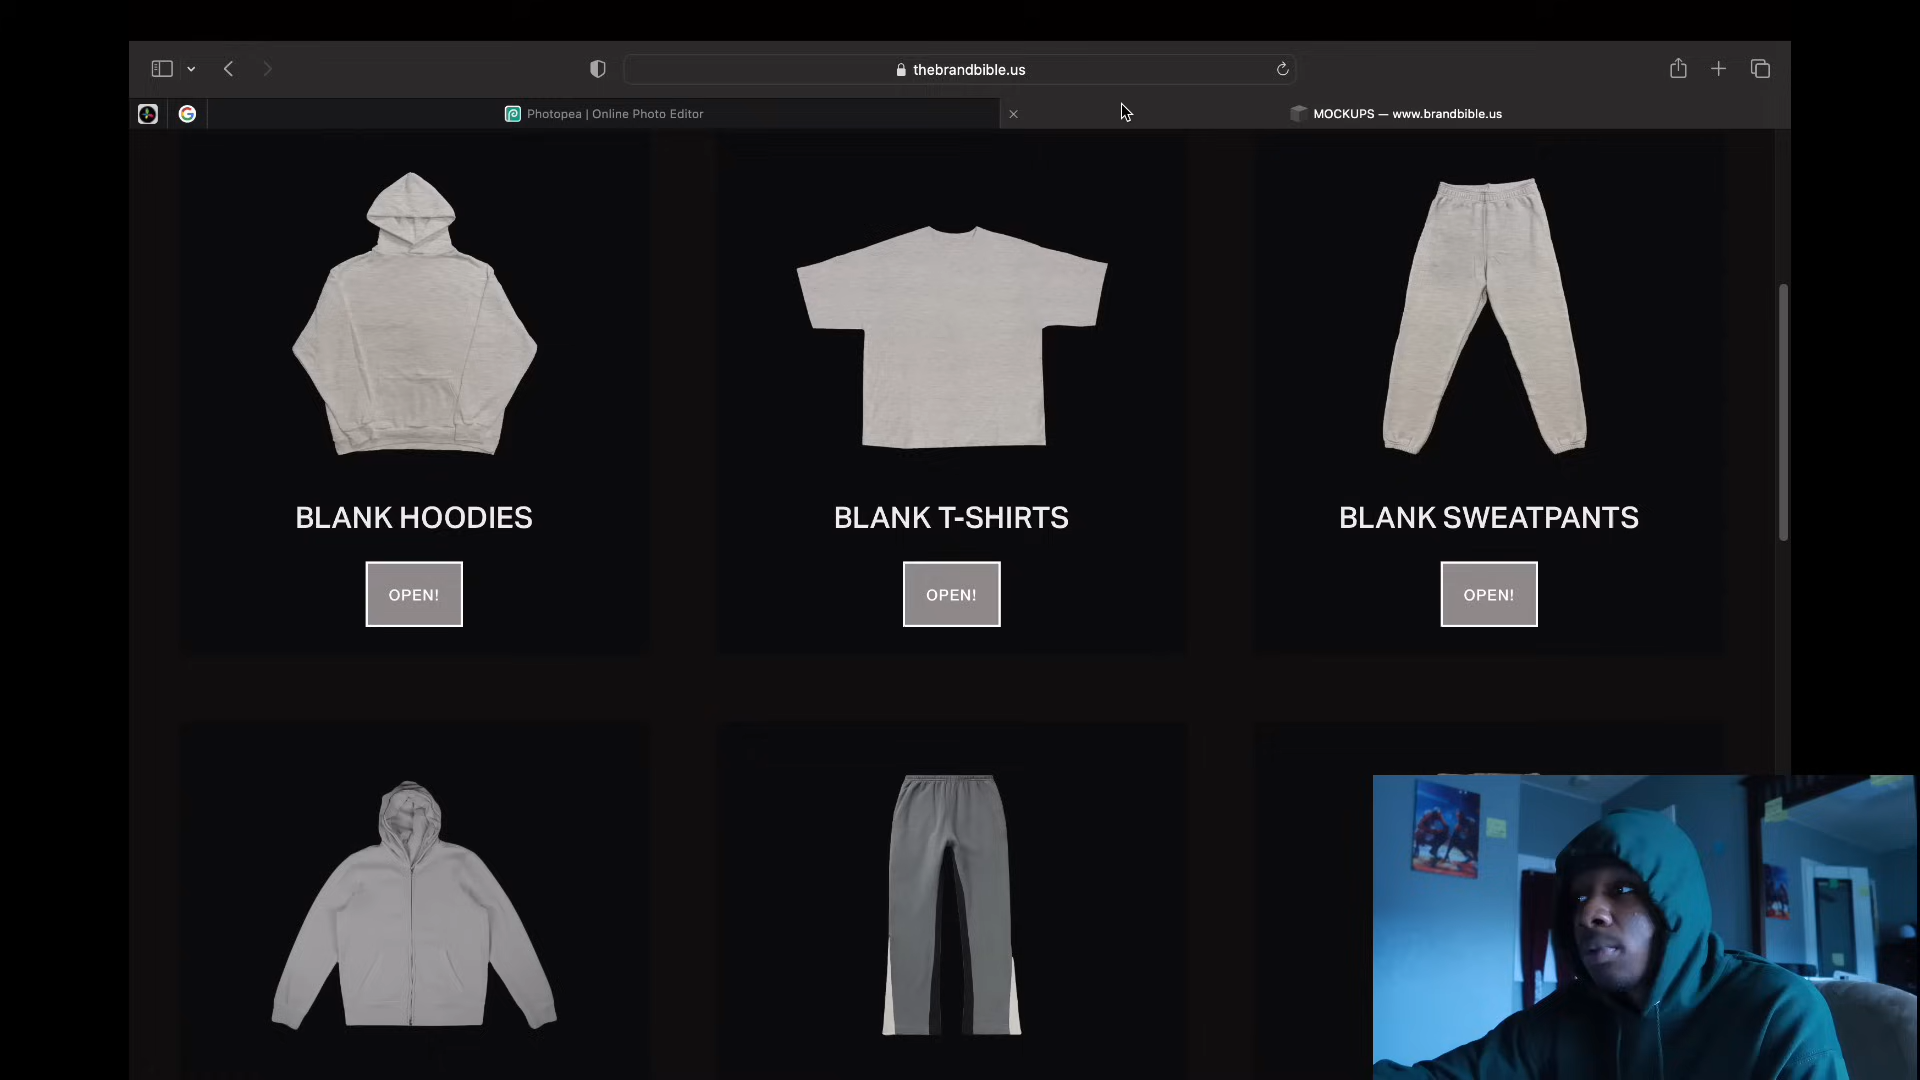 thebrandbible.us
Photopea | Online Photo Editor
MOCKUPS — www.brandbible.us
BLANK HOODIES
BLANK T-SHIRTS
BLANK SWEATPANTS
OPEN!
OPEN!
OPEN!